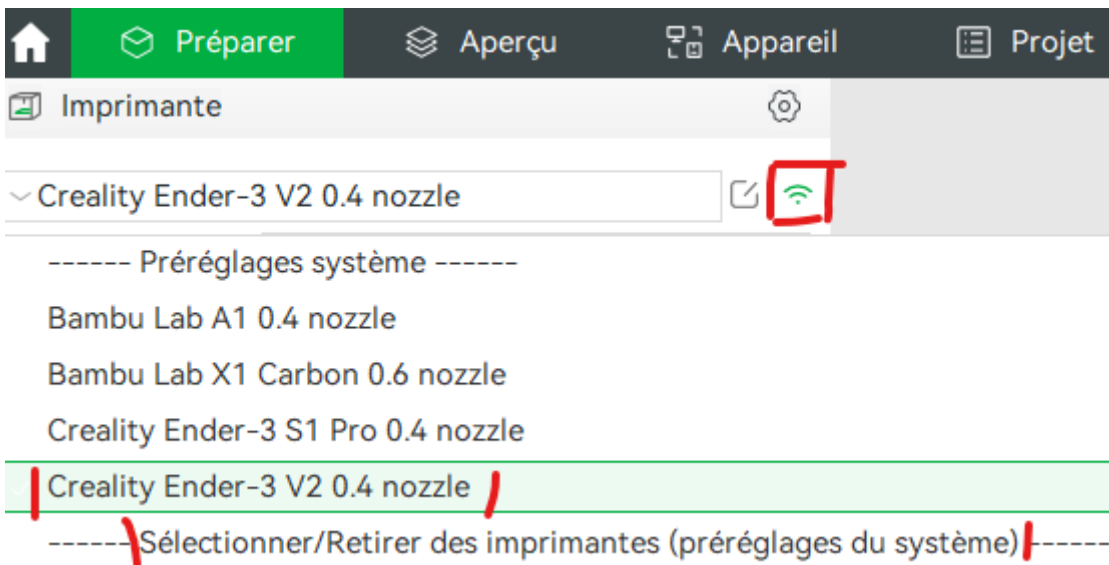 Préparer Aperçu Appareil Projet
Imprimante
Creality Ender-3 V2 0.4 nozzle
------ Préréglages système ------
Bambu Lab A1 0.4 nozzle
Bambu Lab X1 Carbon 0.6 nozzle
Creality Ender-3 S1 Pro 0.4 nozzle
Creality Ender-3 V2 0.4 nozzle
------ Sélectionner/Retirer des imprimantes (préréglages du système) ------